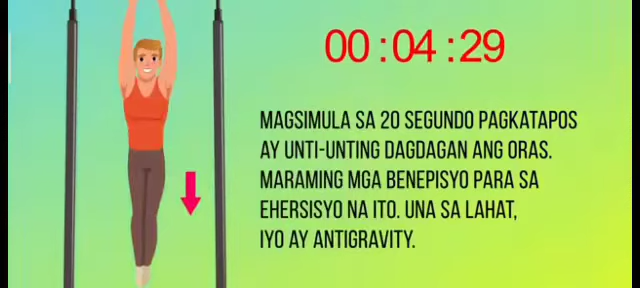 00:04:29
MAGSIMULA SA 20 SEGUNDO PAGKATAPOS
AY UNTI-UNTING DAGDAGAN ANG ORAS.
MARAMING MGA BENEPISYO PARA SA
EHERSISYO NA ITO. UNA SA LAHAT,
IYO AY ANTIGRAVITY.